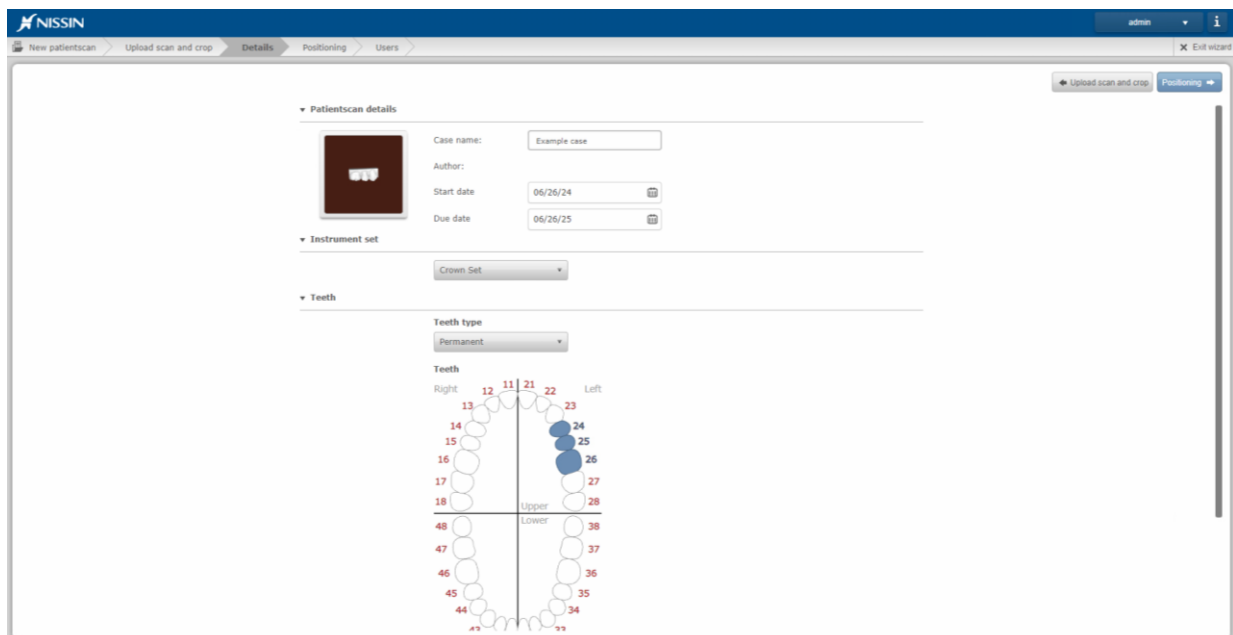 NISSIN
admin
i
New patientscan
Upload scan and crop
Details
Positioning
Users
Exit wizard
Upload scan and crop
Positioning
Patientscan details
Case name:
Example case
Author:
Start date
06/26/24
Due date
06/26/25
Instrument set
Crown Set
Teeth
Teeth type
Permanent
Teeth
Right
Left
11 21
12 22
13 23
14 24
15 25
16 26
17 27
18 28
Upper
Lower
48 38
47 37
46 36
45 35
44 34